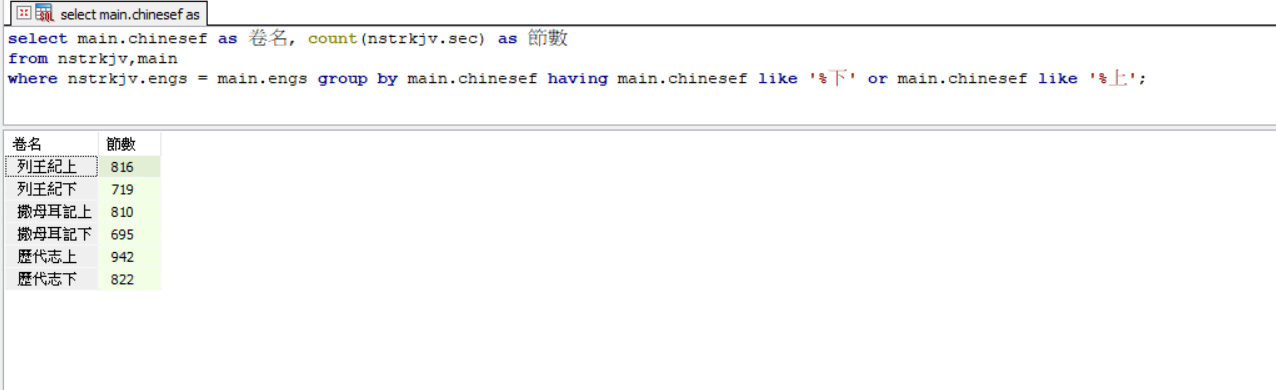 select main.chinesef as
select main.chinesef as 卷名, count(nstrkjv.sec) as 節數
from nstrkjv,main
where nstrkjv.engs = main.engs group by main.chinesef having main.chinesef like '%下' or main.chinesef like '%上';
卷名 節數
列王紀上 816
列王紀下 719
撒母耳記上 810
撒母耳記下 695
歷代志上 942
歷代志下 822